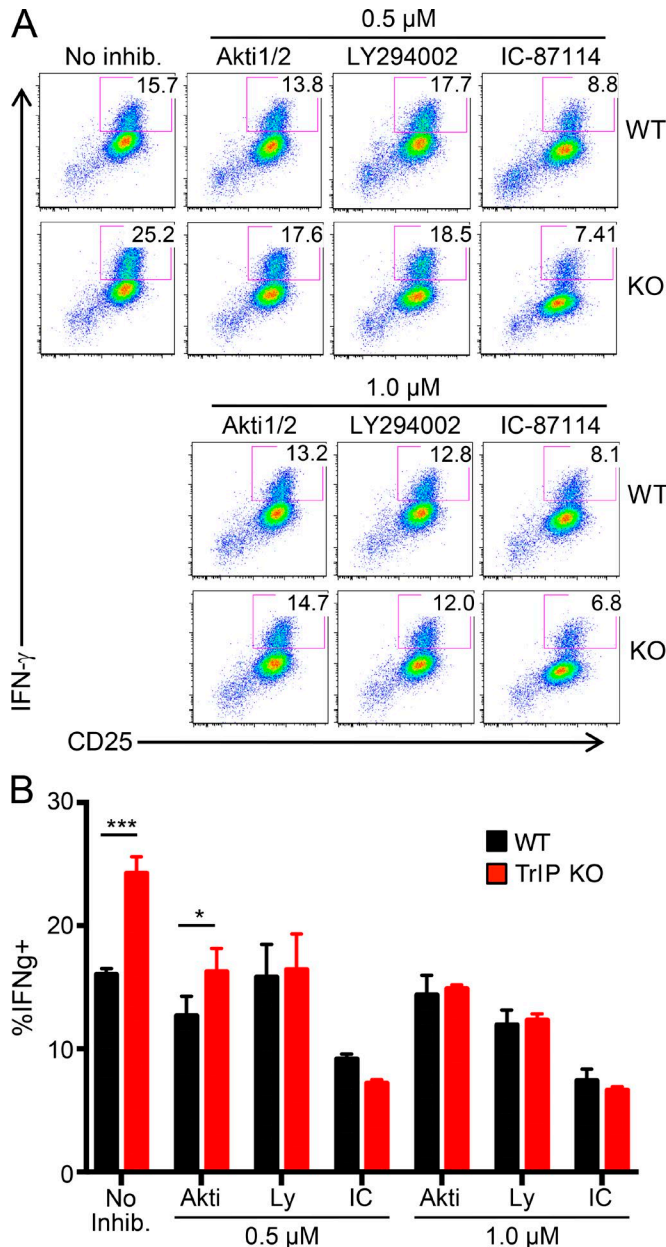 A
0.5 µM
No inhib. Akti1/2 LY294002 IC-87114
15.7 13.8 17.7 8.8 WT
25.2 17.6 18.5 7.41 KO
1.0 µM
Akti1/2 LY294002 IC-87114
13.2 12.8 8.1 WT
14.7 12.0 6.8 KO
IFN-γ
CD25
B
30
20
10
0
%IFNg+
*** 
*
WT
TrIP KO
No Inhib. Akti Ly IC Akti Ly IC
0.5 µM 1.0 µM